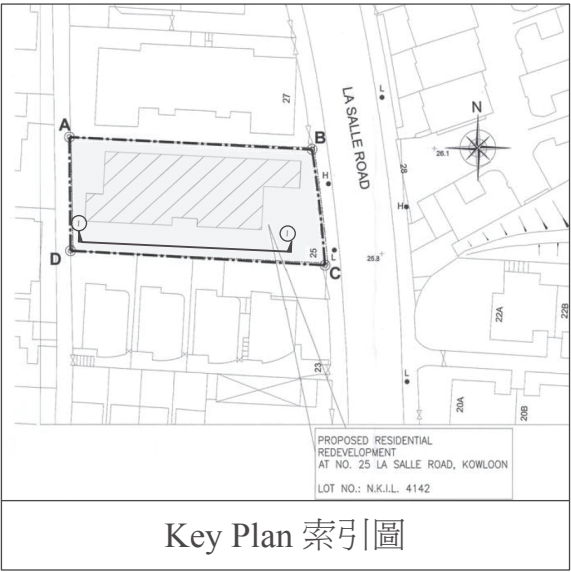 27
A
B
LA SALLE ROAD
L
N
26.1
28
H
H
I
I
25
L
25.8
D
C
22A
22B
23
L
20A
20B
PROPOSED RESIDENTIAL
REDEVELOPMENT
AT NO. 25 LA SALLE ROAD, KOWLOON
LOT NO.: N.K.I.L. 4142
Key Plan 索引圖